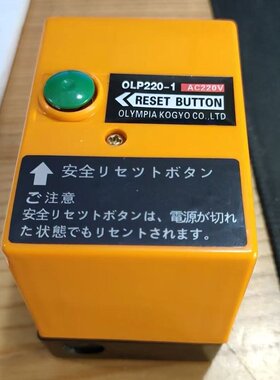 OLP220-1 AC220V
RESET BUTTON
OLYMPIA KOGYO CO.,LTD
安全リセツトボタン
ご注意
安全リセツトボタンは、電源が切れ
た状態でもリセントされます。